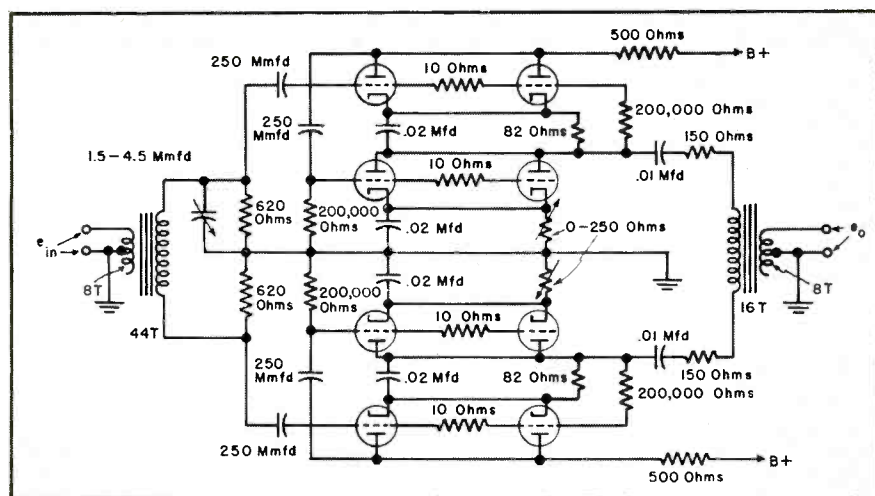 500 Ohms
B+
250 Mmfd
10 Ohms
200,000 Ohms
250
Mmfd
.02 Mfd
82 Ohms
150 Ohms
1.5-4.5 Mmfd
10 Ohms
.01 Mfd
620
Ohms
200,000
Ohms
.02 Mfd
0-250 Ohms
e in
e o
8T
44T
16T
8T
620
Ohms
200,000
Ohms
.02 Mfd
10 Ohms
.01 Mfd
250
Mmfd
.02 Mfd
82 Ohms
150 Ohms
200,000 Ohms
10 Ohms
250 Mmfd
500 Ohms
B+